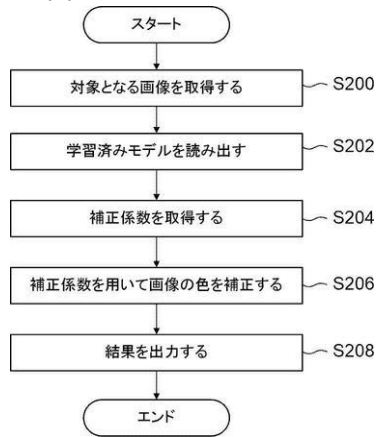 スタート
対象となる画像を取得する S200
学習済みモデルを読み出す S202
補正係数を取得する S204
補正係数を用いて画像の色を補正する S206
結果を出力する S208
エンド